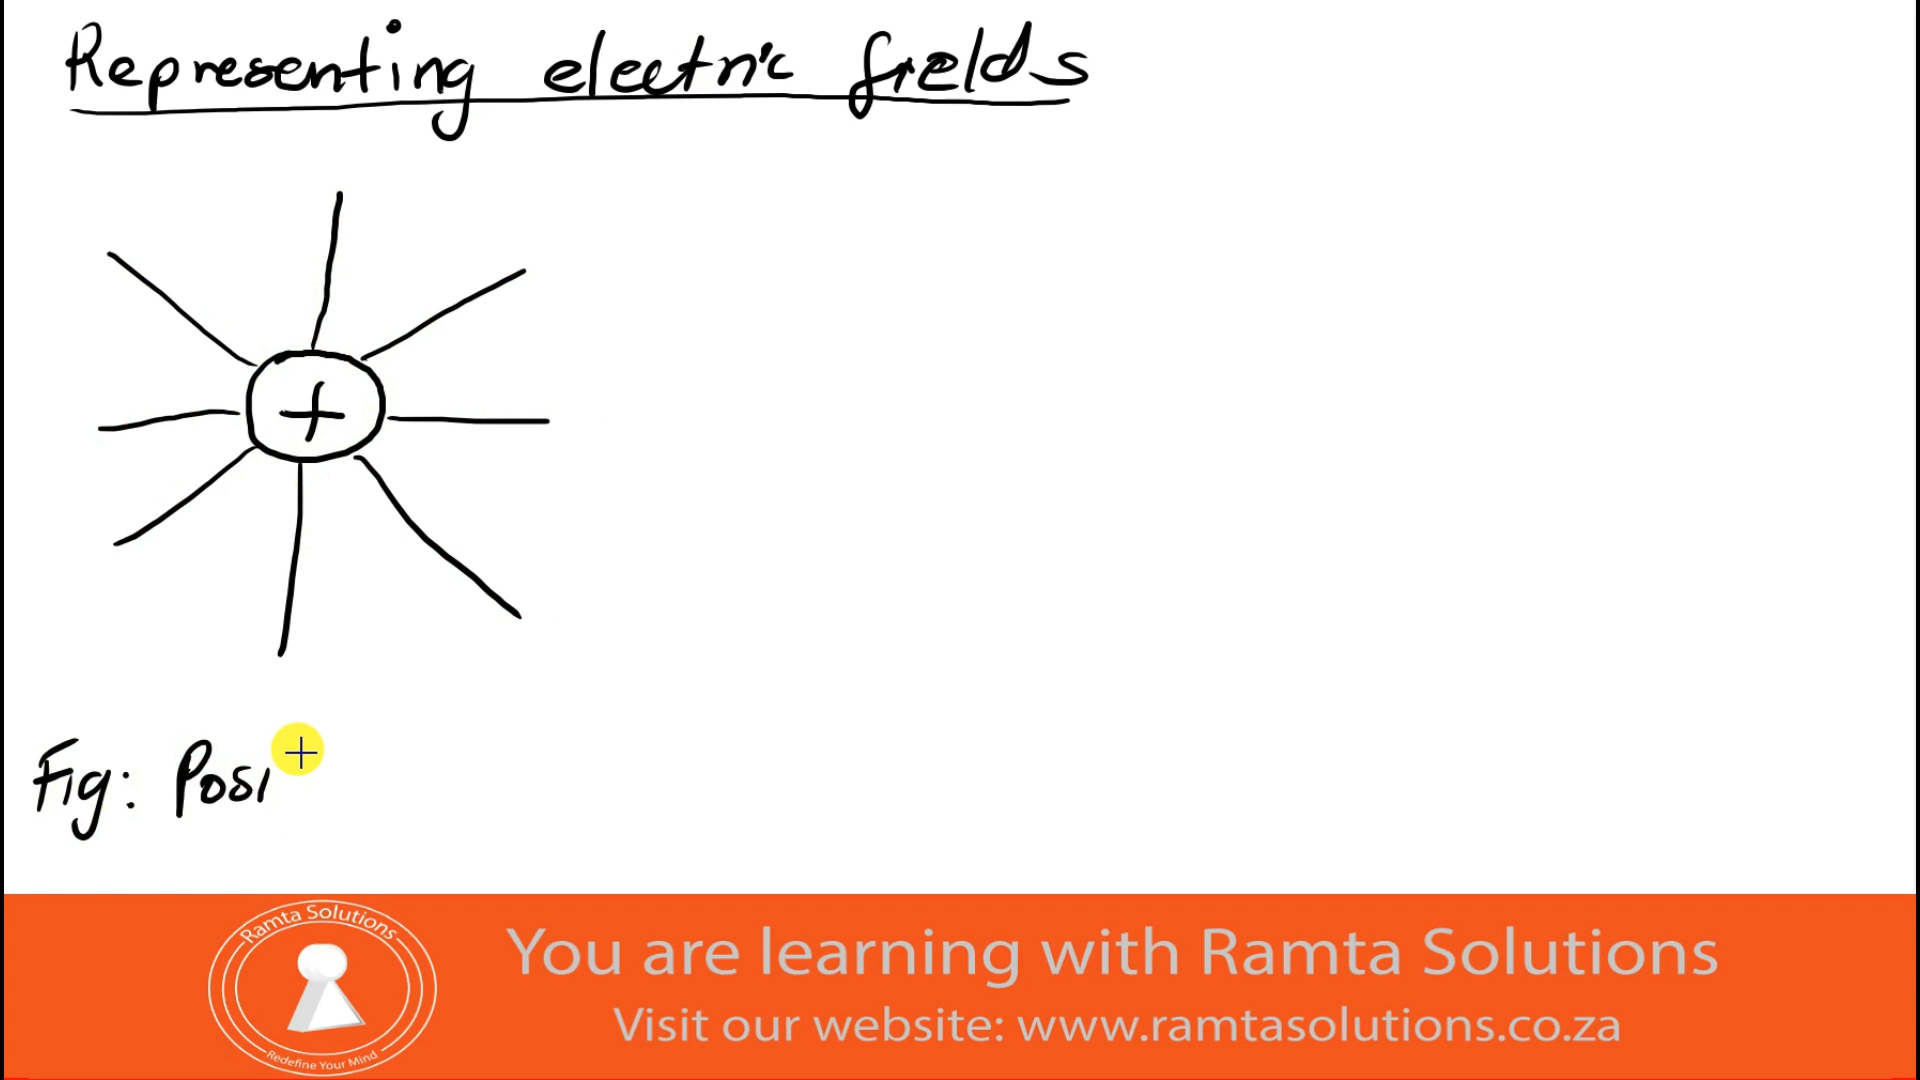 Representing electric fields
+
Fig: Posi
Ramta Solutions
Redefine Your Mind
You are learning with Ramta Solutions
Visit our website: www.ramtasolutions.co.za